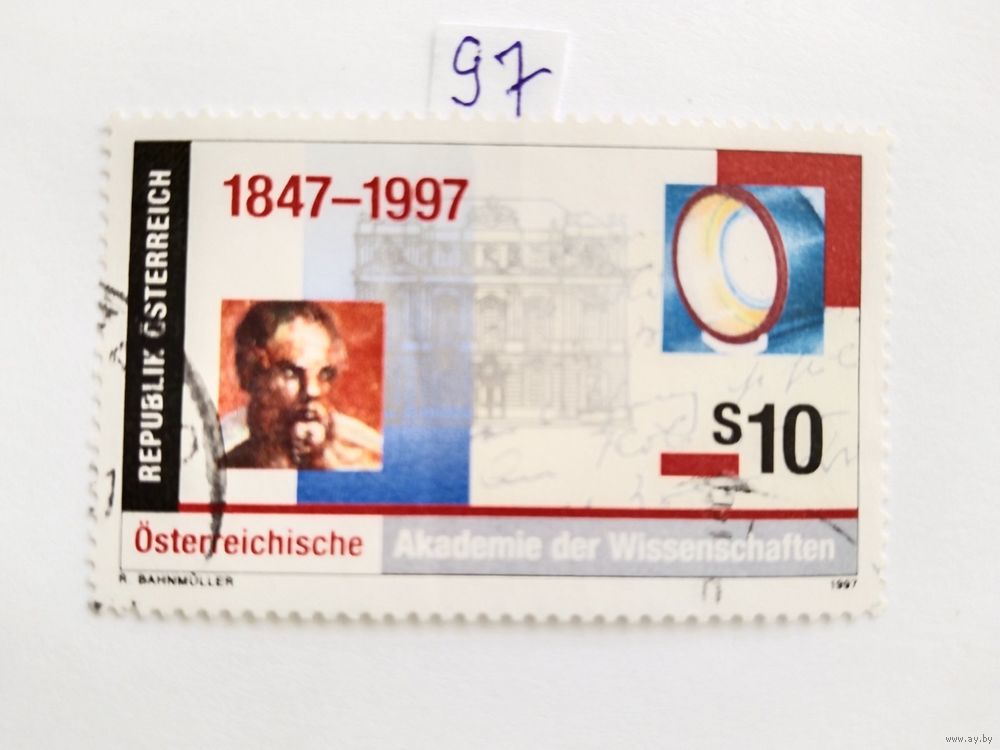 97
1847–1997
REPUBLIK ÖSTERREICH
S10
Österreichische Akademie der Wissenschaften
R. BAHNMÜLLER
1997
www.ay.by